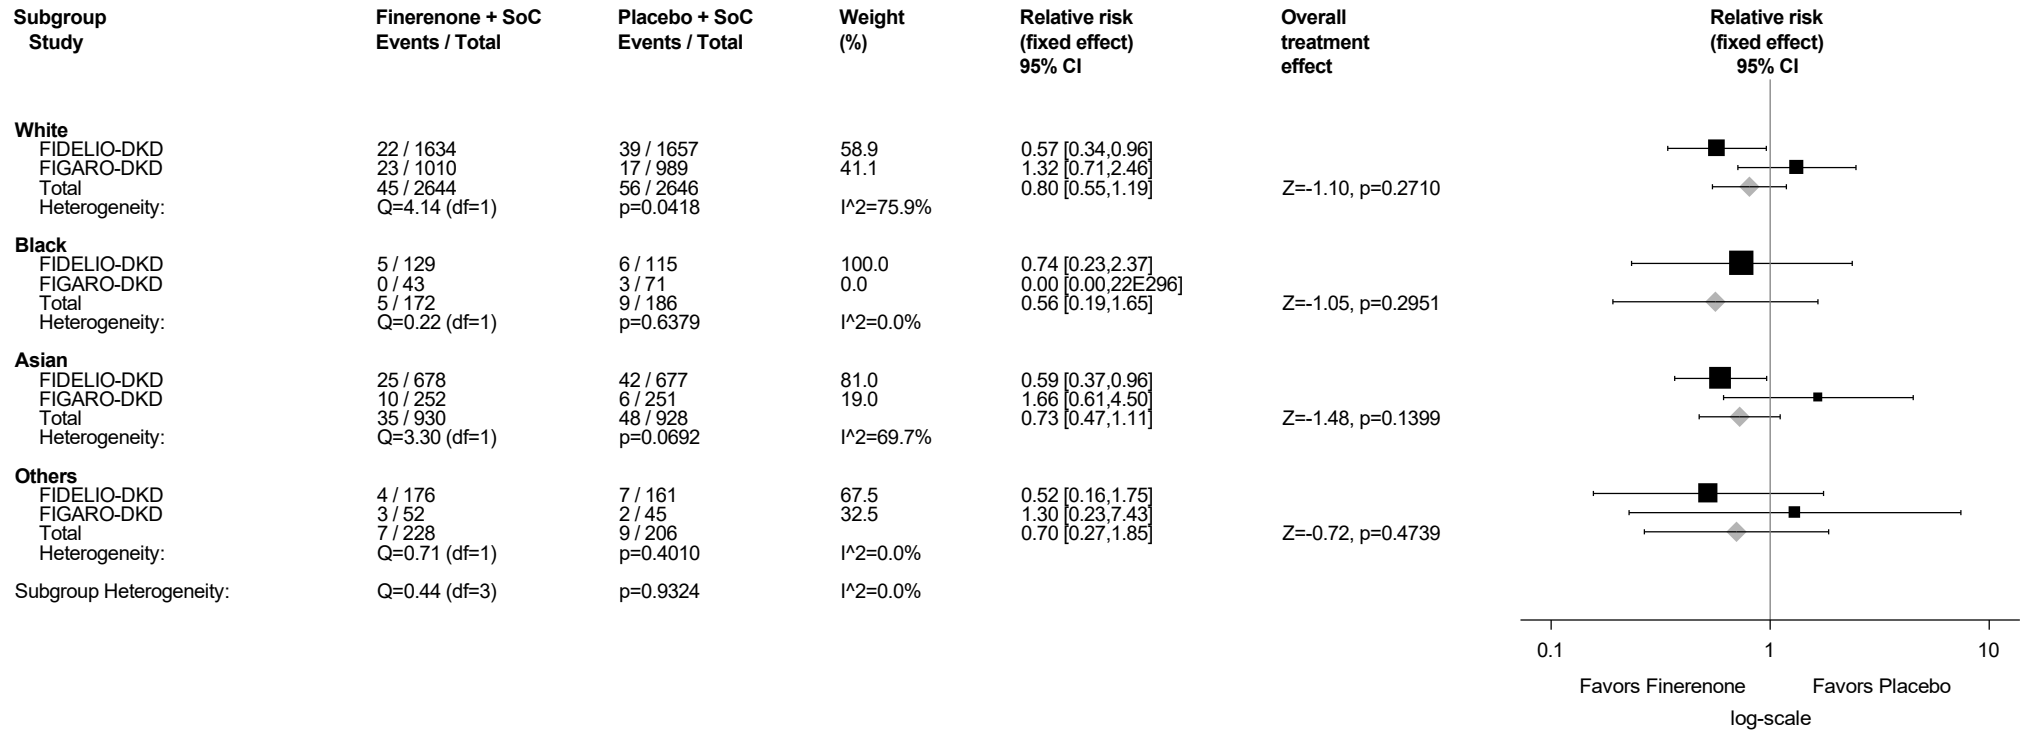 Subgroup Finerenone + SoC Placebo + SoC Weight Relative risk Overall Relative risk
Study Events / Total Events / Total (%) (fixed effect) treatment (fixed effect)
95% CI effect 95% CI
White
FIDELIO-DKD 22 / 1634 39 / 1657 58.9 0.57 [0.34,0.96]
FIGARO-DKD 23 / 1010 17 / 989 41.1 1.32 [0.71,2.46]
Total 45 / 2644 56 / 2646 0.80 [0.55,1.19] Z=-1.10, p=0.2710
Heterogeneity: Q=4.14 (df=1) p=0.0418 I^2=75.9%
Black
FIDELIO-DKD 5 / 129 6 / 115 100.0 0.74 [0.23,2.37]
FIGARO-DKD 0 / 43 3 / 71 0.0 0.00 [0.00,22E296]
Total 5 / 172 9 / 186 0.56 [0.19,1.65] Z=-1.05, p=0.2951
Heterogeneity: Q=0.22 (df=1) p=0.6379 I^2=0.0%
Asian
FIDELIO-DKD 25 / 678 42 / 677 81.0 0.59 [0.37,0.96]
FIGARO-DKD 10 / 252 6 / 251 19.0 1.66 [0.61,4.50]
Total 35 / 930 48 / 928 0.73 [0.47,1.11] Z=-1.48, p=0.1399
Heterogeneity: Q=3.30 (df=1) p=0.0692 I^2=69.7%
Others
FIDELIO-DKD 4 / 176 7 / 161 67.5 0.52 [0.16,1.75]
FIGARO-DKD 3 / 52 2 / 45 32.5 1.30 [0.23,7.43]
Total 7 / 228 9 / 206 0.70 [0.27,1.85] Z=-0.72, p=0.4739
Heterogeneity: Q=0.71 (df=1) p=0.4010 I^2=0.0%
Subgroup Heterogeneity: Q=0.44 (df=3) p=0.9324 I^2=0.0%
0.1 1 10
Favors Finerenone Favors Placebo
log-scale